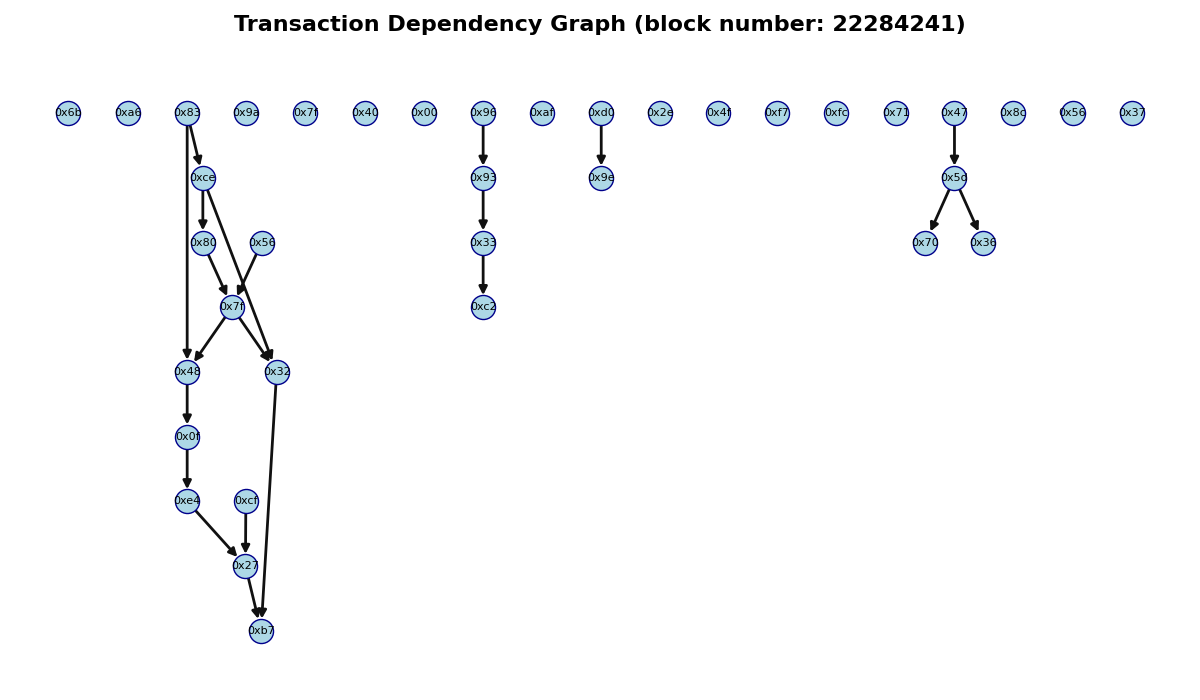 Transaction Dependency Graph (block number: 22284241)
0x6b 0xa6 0x83 0x9a 0x7f 0x40 0x00 0x96 0xaf 0xd0 0x2e 0x4f 0xf7 0xfc 0x71 0x47 0x8c 0x56 0x37
0xce 0x93 0x9e 0x5d
0x80 0x56 0x33 0x70 0x36
0x7f 0xc2
0x48 0x32
0x0f
0xe4 0xcf
0x27
0xb7